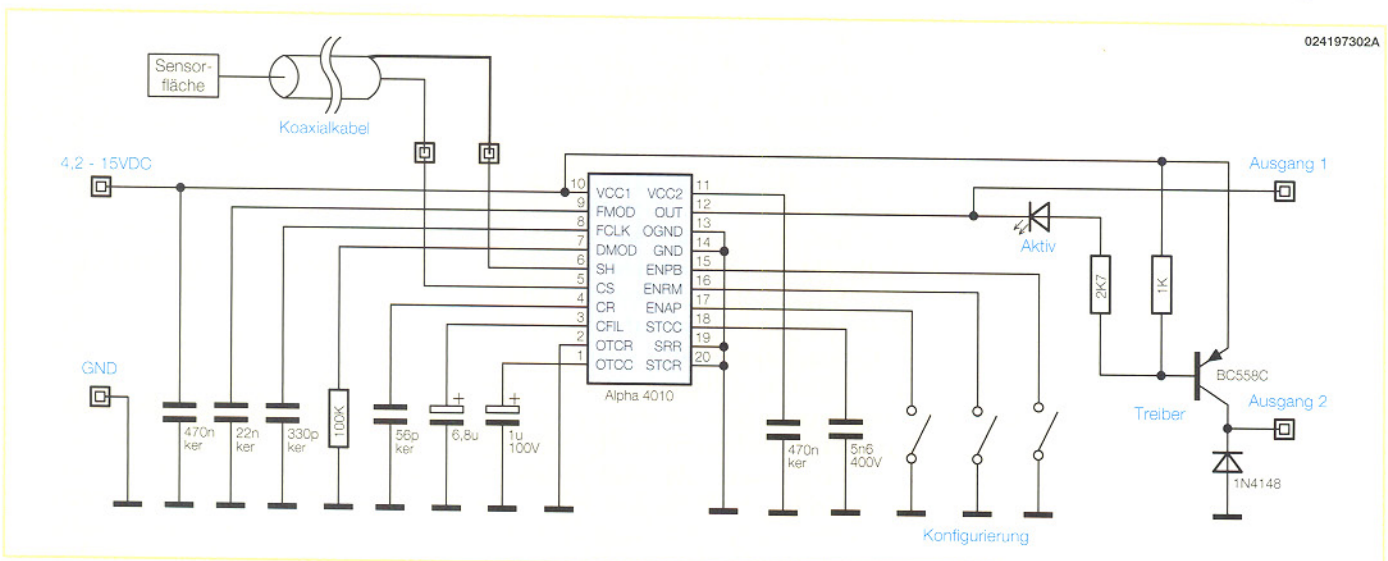 024197302A
Sensor-
fläche
Koaxialkabel
4,2 - 15VDC
Ausgang 1
10 VCC1 VCC2 11
9 FMOD OUT 12
8 FCLK OGND 13
7 DMOD GND 14
6 SH ENPB 15
5 CS ENRM 16
4 CR ENAP 17
3 CFIL STCC 18
2 OTCR SRR 19
1 OTCC STCR 20
Alpha 4010
Aktiv
2K7
1K
GND
BC558C
Treiber
Ausgang 2
470n
ker
22n
ker
330p
ker
100K
56p
ker
+
6,8u
+
1u
100V
470n
ker
5n6
400V
1N4148
Konfigurierung